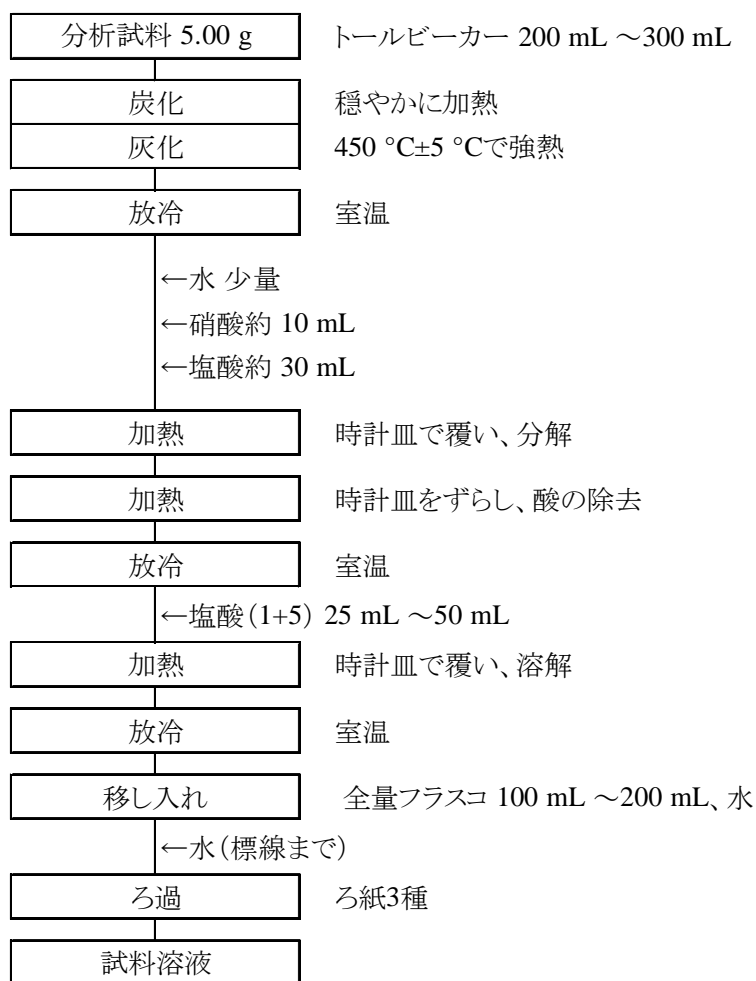 分析試料 5.00 g トールビーカー 200 mL ～300 mL
炭化 穏やかに加熱
灰化 450 °C±5 °Cで強熱
放冷 室温
←水 少量
←硝酸約 10 mL
←塩酸約 30 mL
加熱 時計皿で覆い、分解
加熱 時計皿をずらし、酸の除去
放冷 室温
←塩酸（1+5） 25 mL ～50 mL
加熱 時計皿で覆い、溶解
放冷 室温
移し入れ 全量フラスコ 100 mL ～200 mL、水
←水（標線まで）
ろ過 ろ紙3種
試料溶液